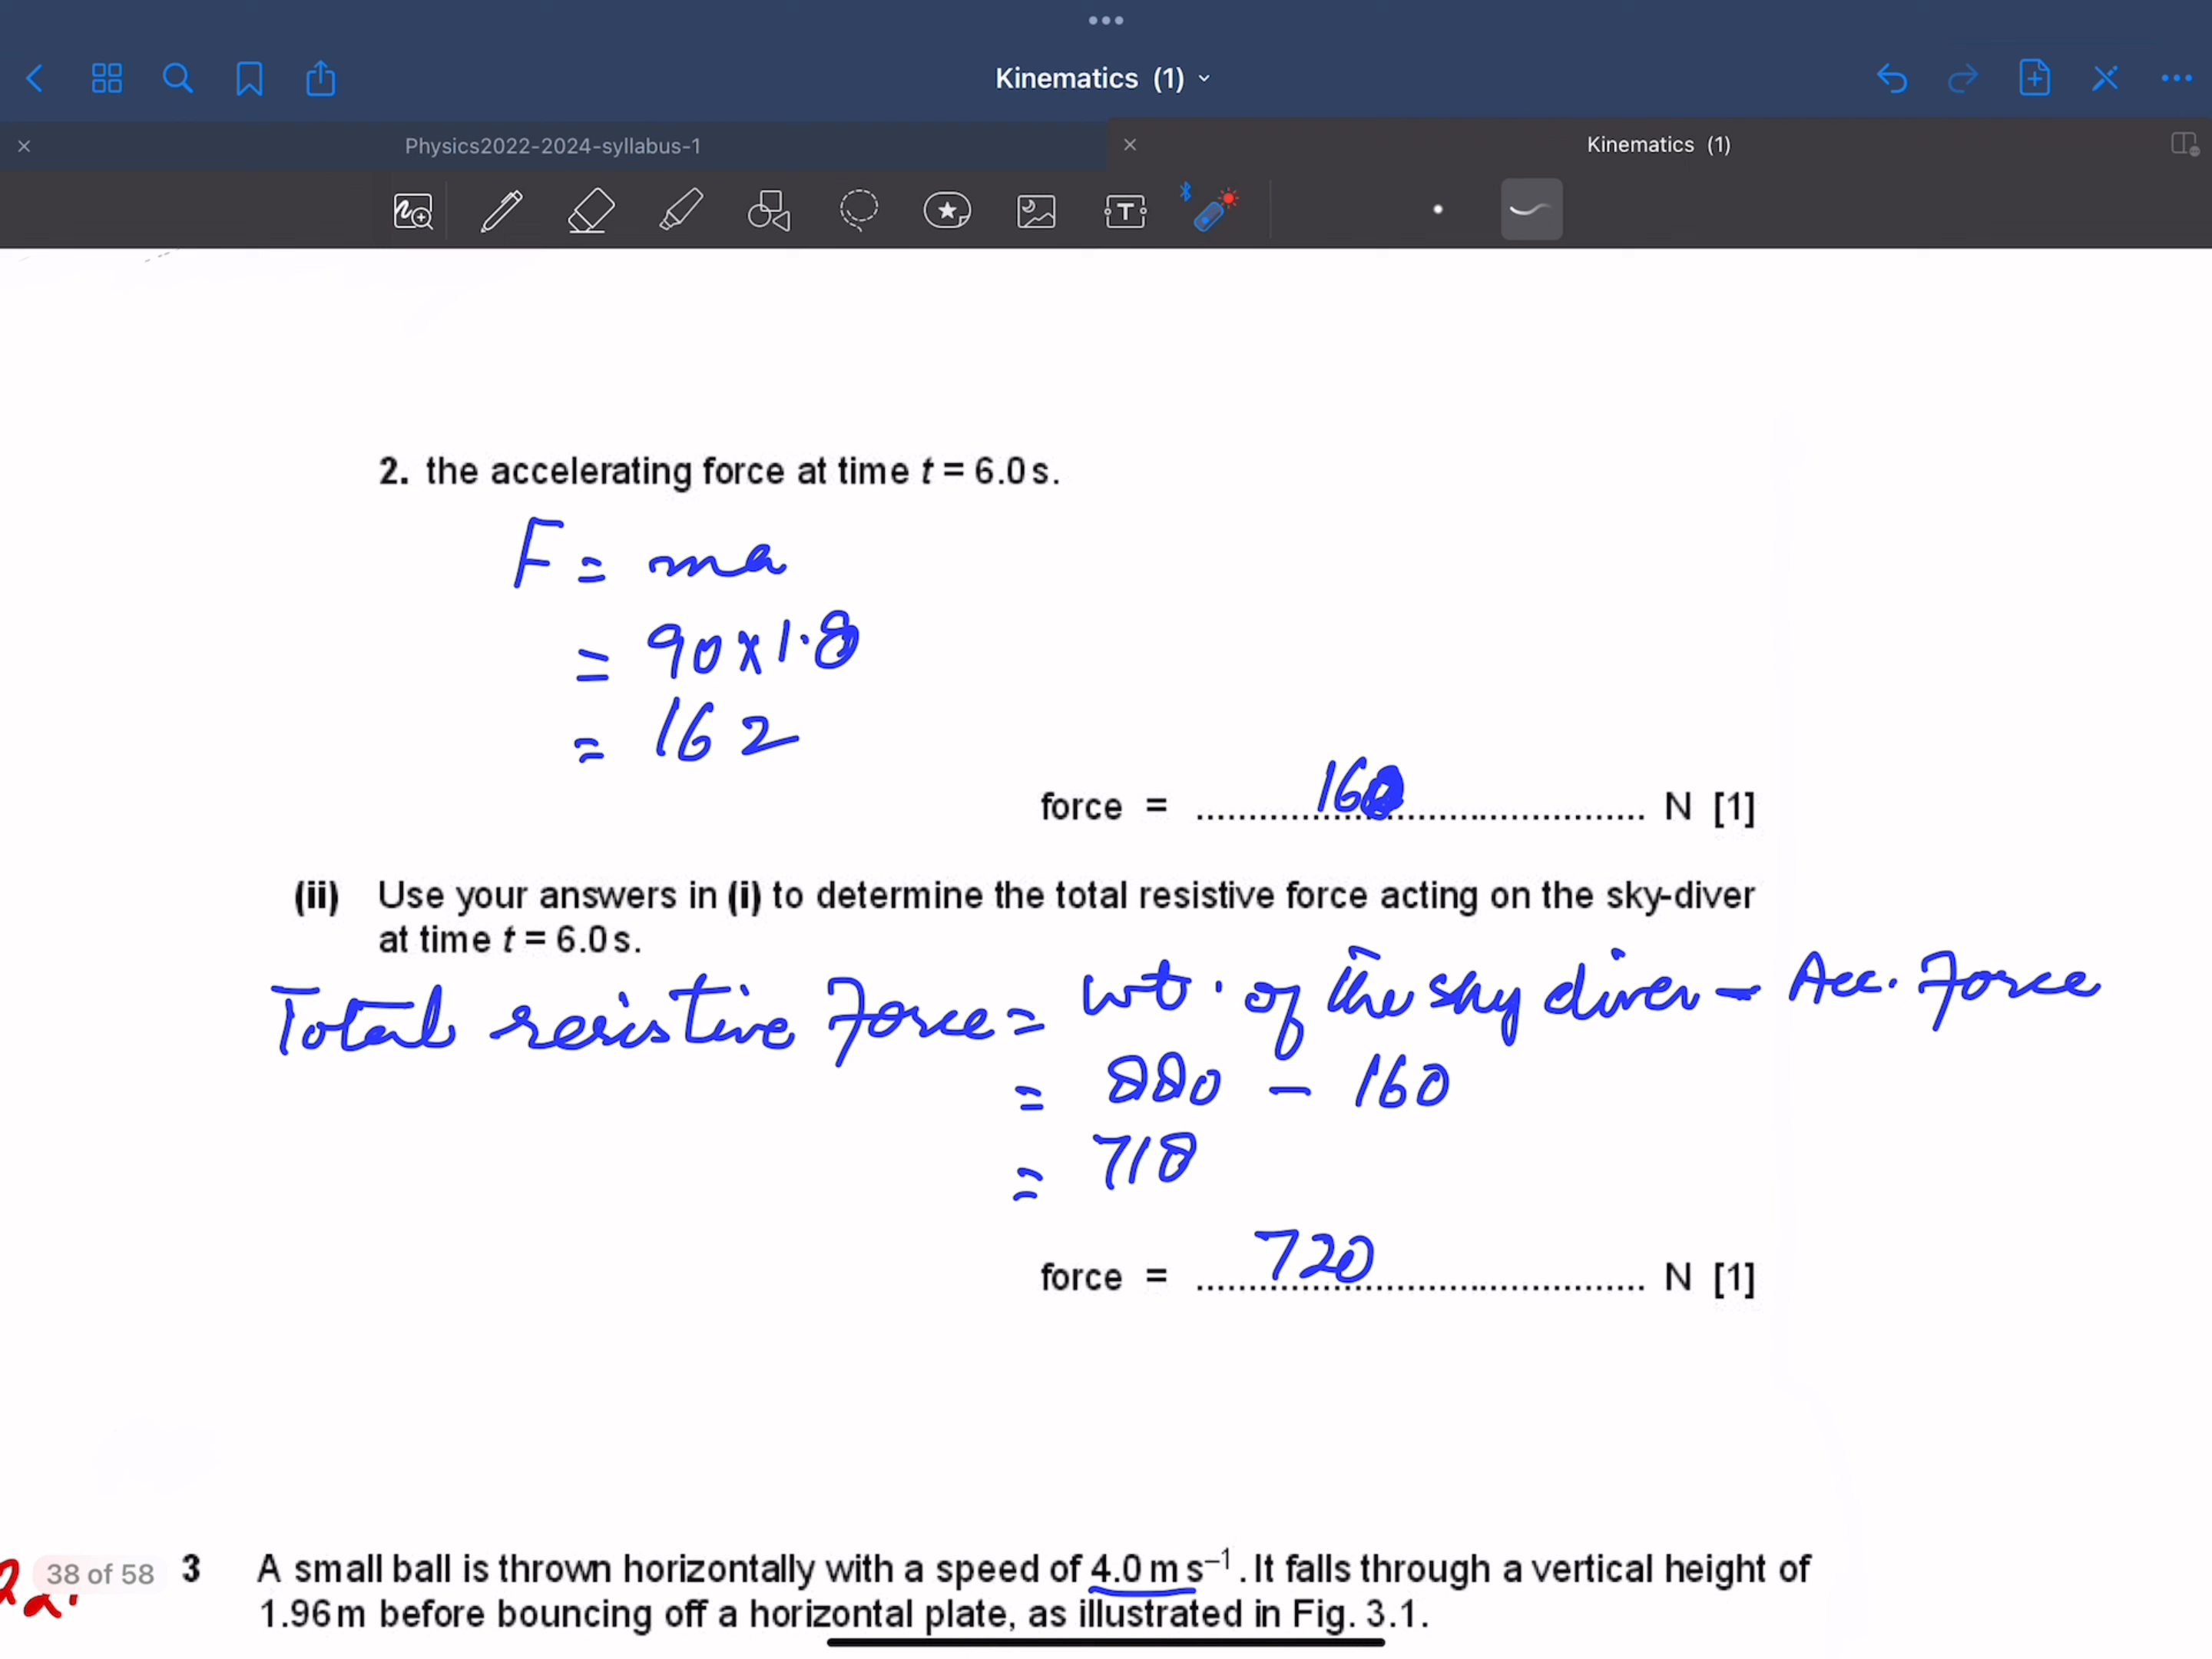 Kinematics (1)
Physics2022-2024-syllabus-1
Kinematics (1)
T
2. the accelerating force at time t = 6.0 s.
F = ma
= 90 x 1.8
= 162
force = 160 N [1]
(ii) Use your answers in (i) to determine the total resistive force acting on the sky-diver
at time t = 6.0 s.
Total resistive Force = wt. of the sky diver - Acc. Force
= 880 - 160
= 718
force = 720 N [1]
38 of 58
3 A small ball is thrown horizontally with a speed of 4.0 m s⁻¹. It falls through a vertical height of
1.96 m before bouncing off a horizontal plate, as illustrated in Fig. 3.1.